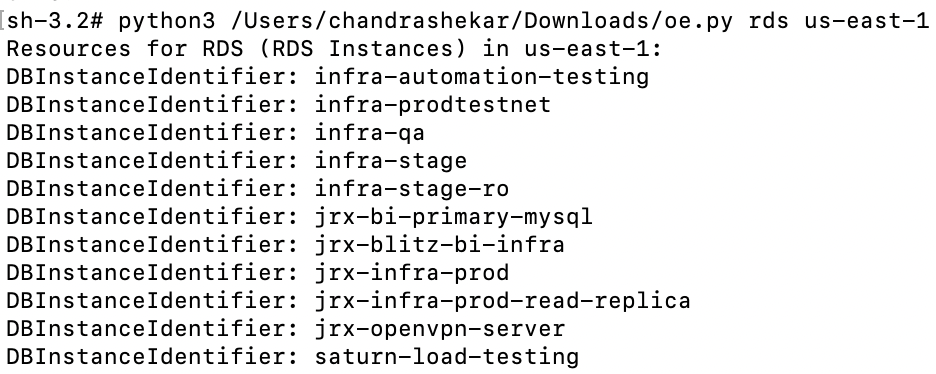 [sh-3.2# python3 /Users/chandrashekar/Downloads/oe.py rds us-east-1
Resources for RDS (RDS Instances) in us-east-1:
DBInstanceIdentifier: infra-automation-testing
DBInstanceIdentifier: infra-prodtestnet
DBInstanceIdentifier: infra-qa
DBInstanceIdentifier: infra-stage
DBInstanceIdentifier: infra-stage-ro
DBInstanceIdentifier: jrx-bi-primary-mysql
DBInstanceIdentifier: jrx-blitz-bi-infra
DBInstanceIdentifier: jrx-infra-prod
DBInstanceIdentifier: jrx-infra-prod-read-replica
DBInstanceIdentifier: jrx-openvpn-server
DBInstanceIdentifier: saturn-load-testing